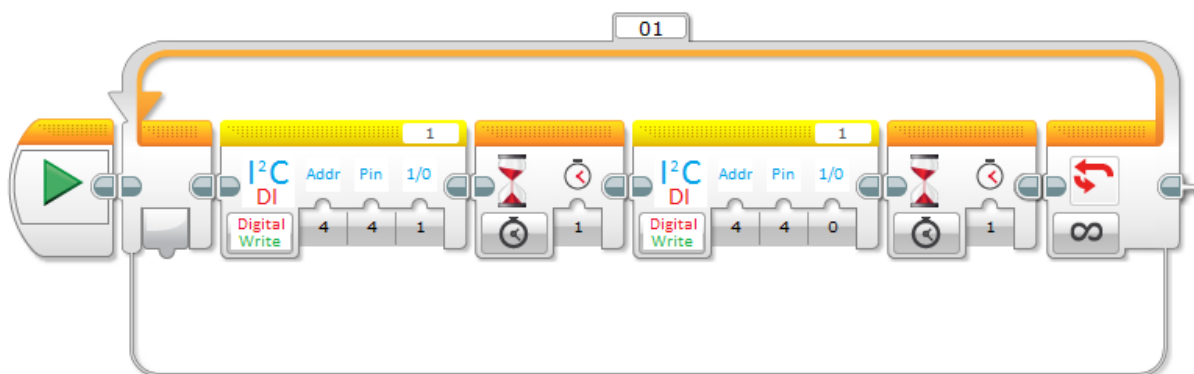 01
1
I²C
DI
Addr Pin 1/0
Digital
Write
4 4 1
1
1
I²C
DI
Addr Pin 1/0
Digital
Write
4 4 0
1
∞